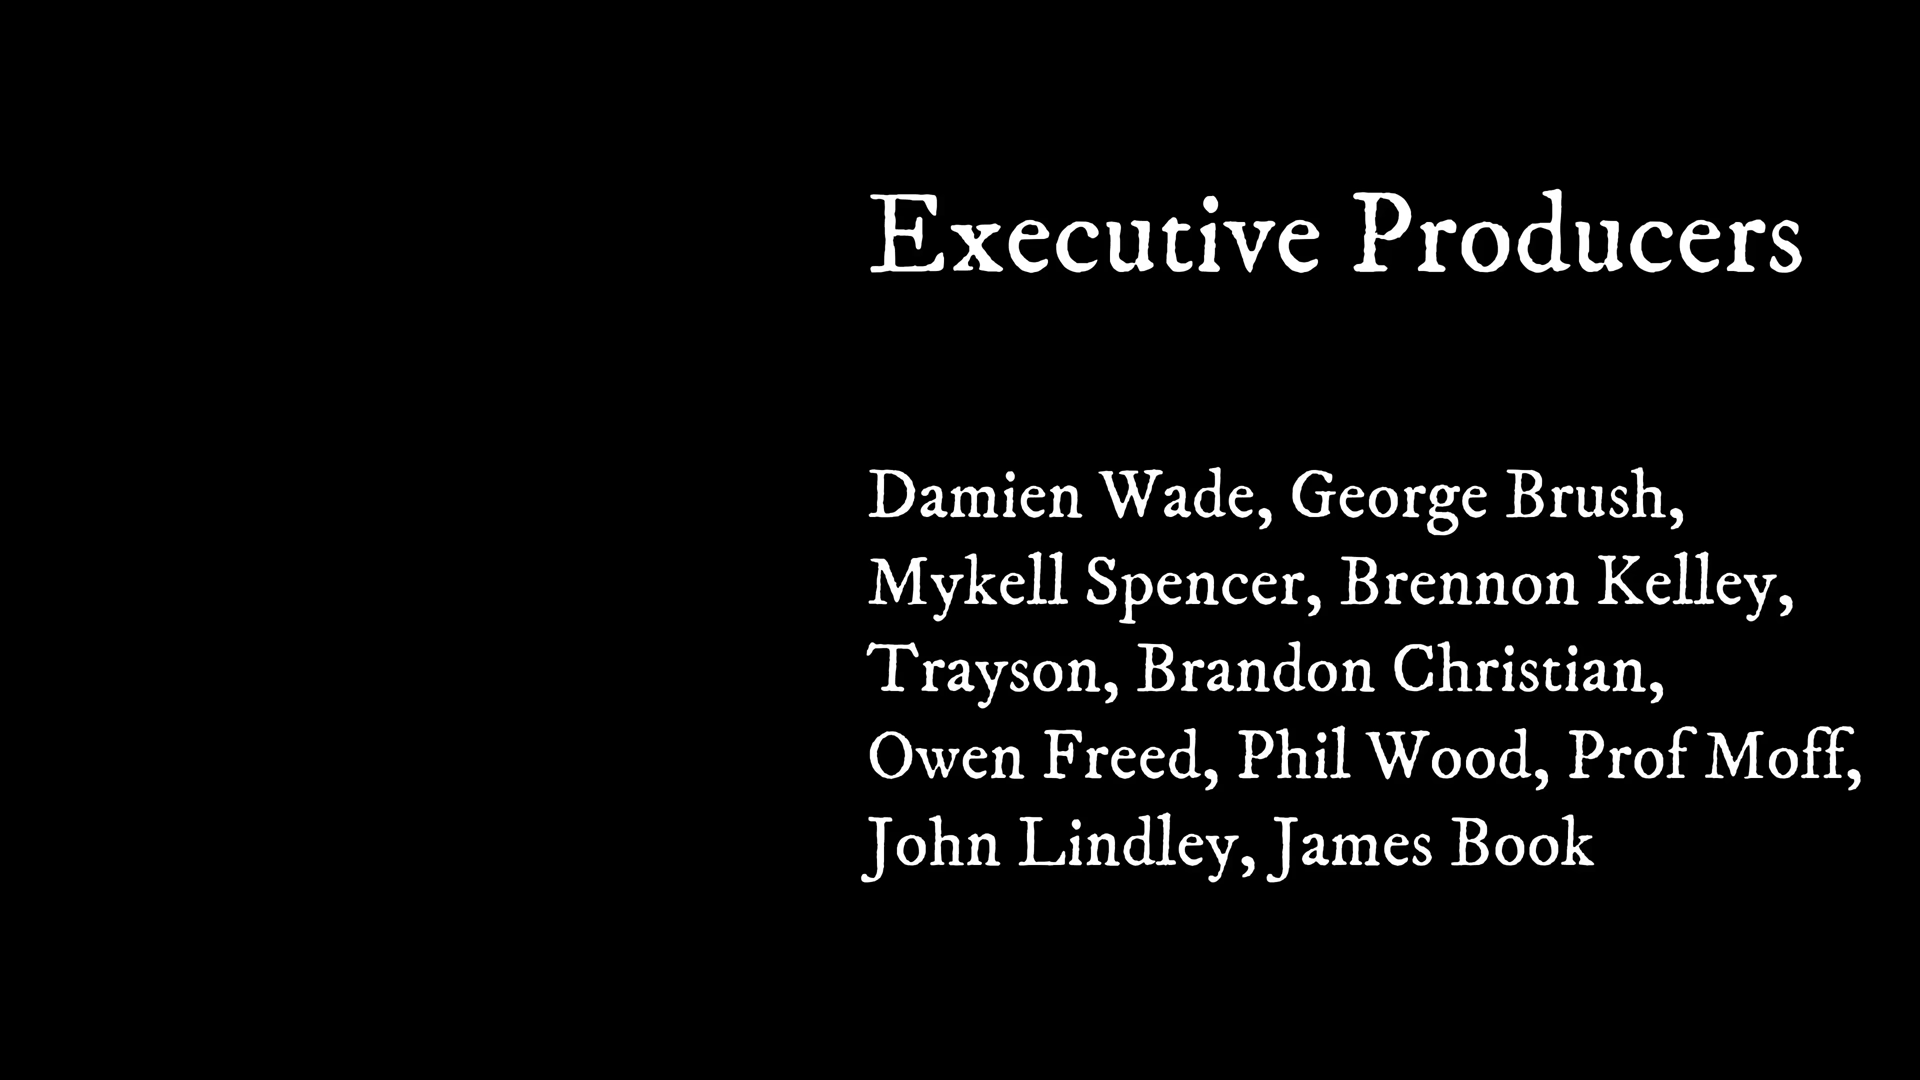 Executive Producers
Damien Wade, George Brush,
Mykell Spencer, Brennon Kelley,
Trayson, Brandon Christian,
Owen Freed, Phil Wood, Prof Moff,
John Lindley, James Book